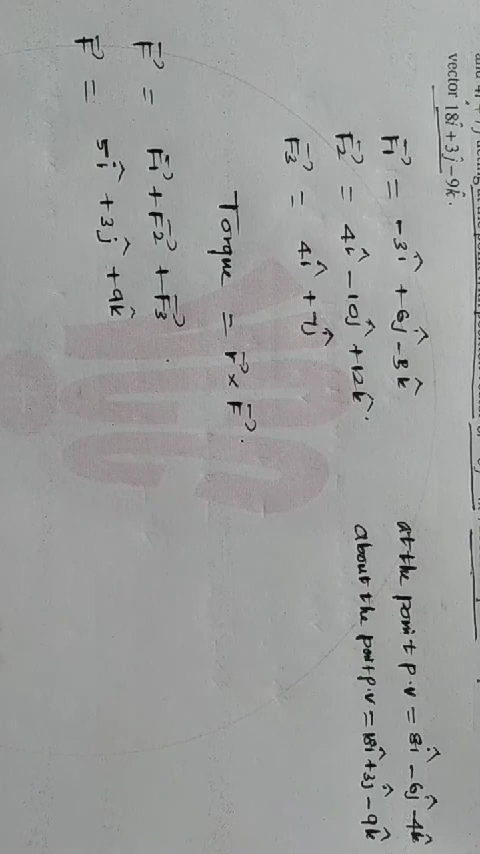 vector 18î + 3ĵ − 9k̂.
F⃗1 = −3î + 6ĵ − 3k̂ at the point p.v = 8î − 6ĵ − 4k̂
F⃗2 = 4î − 10ĵ + 12k̂. about the point p.v = 18î + 3ĵ − 9k̂
F⃗3 = 4î + 7ĵ
Torque = r⃗ × F⃗.
F⃗ = F⃗1 + F⃗2 + F⃗3.
F⃗ = 5î + 3ĵ + 9k̂